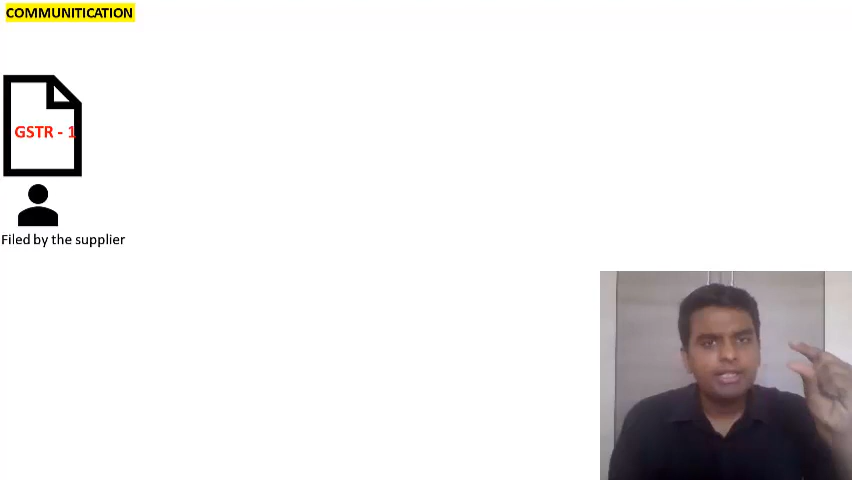 COMMUNITICATION
GSTR - 1
Filed by the supplier